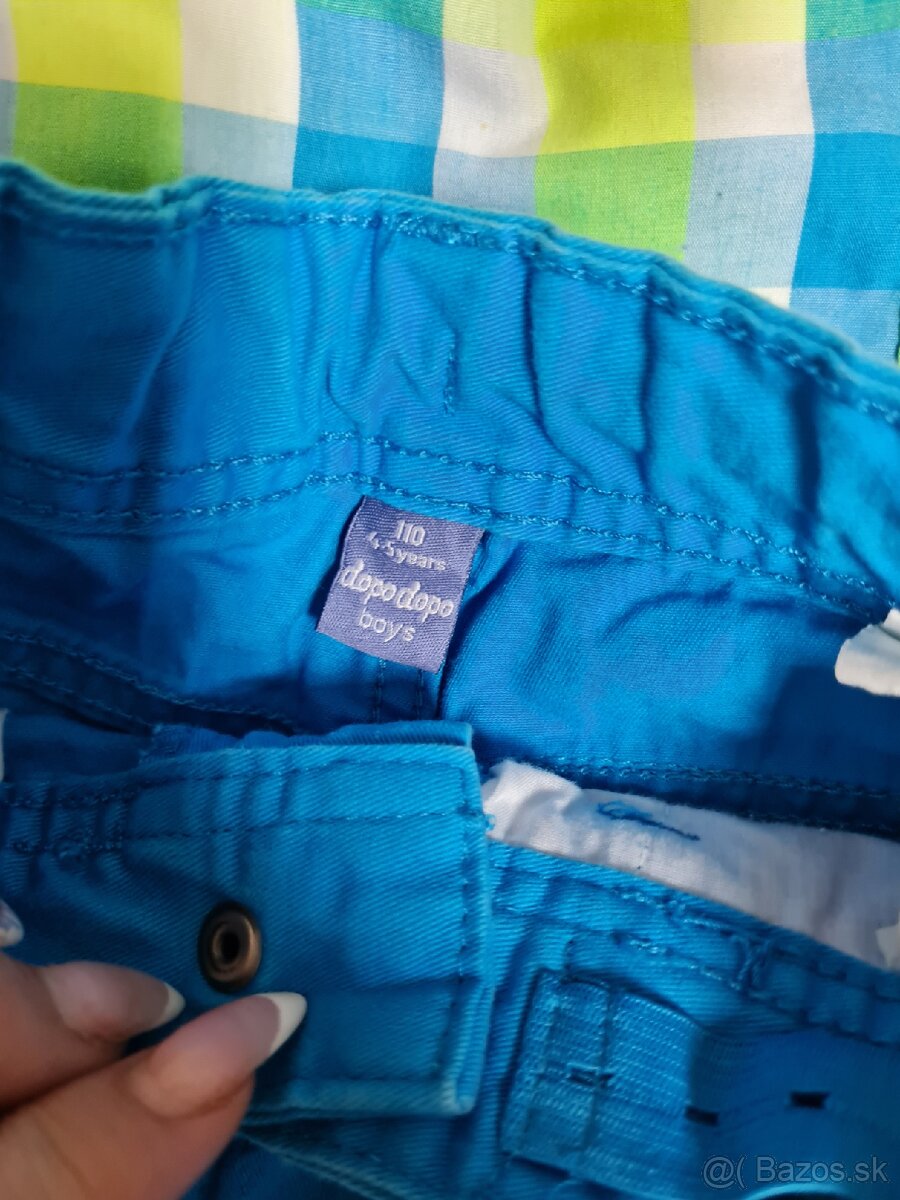 110
4-5years
dopodopo
boys
@( Bazos.sk